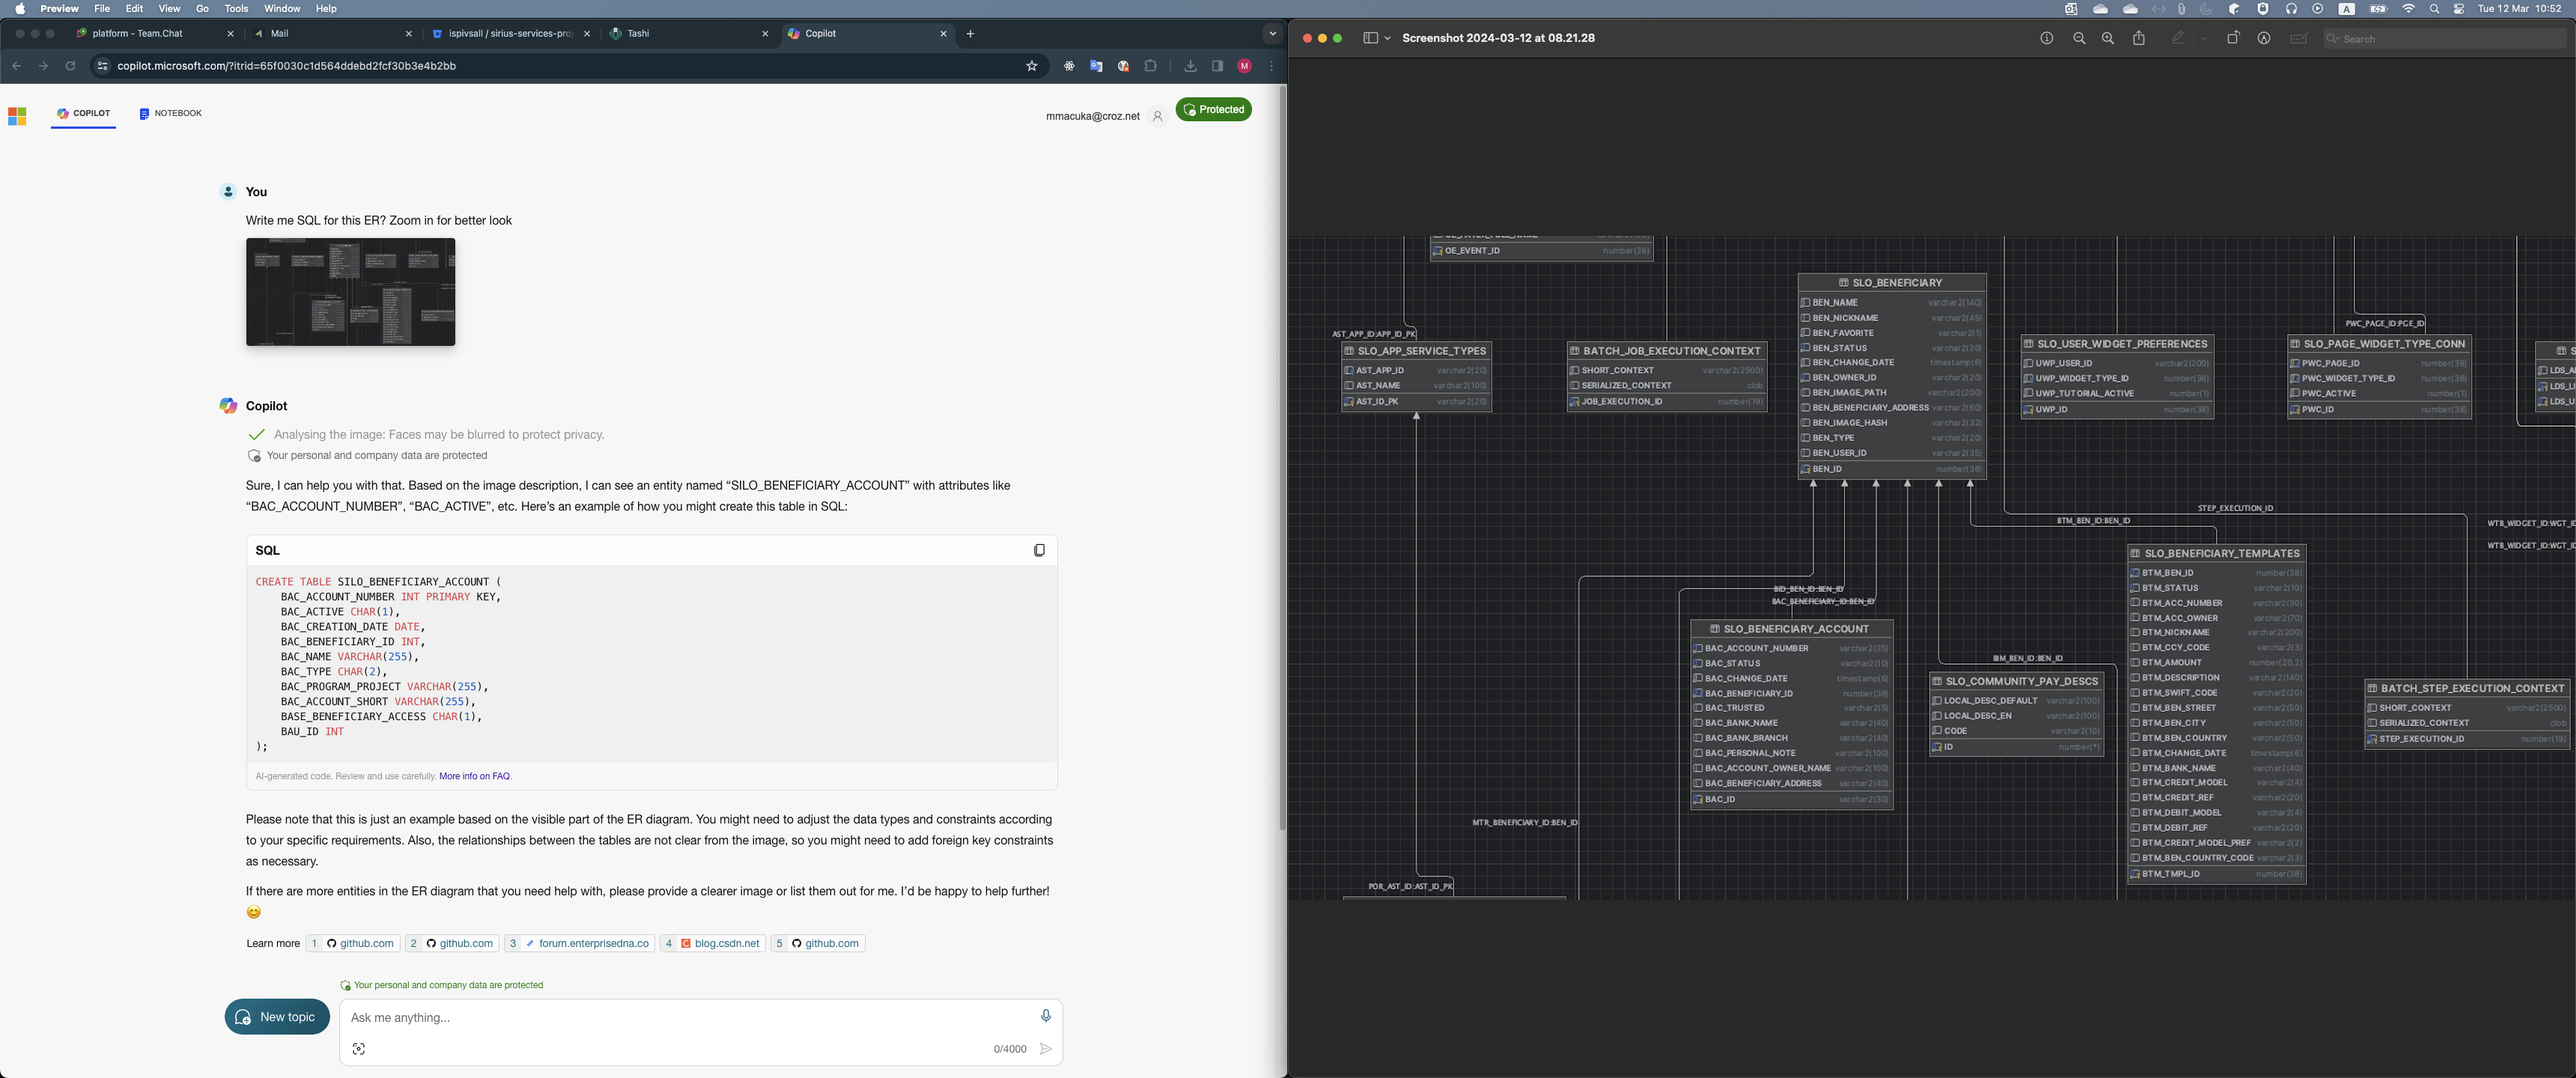 Preview File Edit View Go Tools Window Help
A
Tue 12 Mar 10:52
platform - Team.Chat
Mail
ispivsall / sirius-services-pro
Tashi
Copilot
copilot.microsoft.com/?itrid=65f0030c1d564ddebd2fcf30b3e4b2bb
M
COPILOT
NOTEBOOK
mmacuka@croz.net
Protected
You
Write me SQL for this ER? Zoom in for better look
Copilot
Analysing the image: Faces may be blurred to protect privacy.
Your personal and company data are protected
Sure, I can help you with that. Based on the image description, I can see an entity named “SILO_BENEFICIARY_ACCOUNT” with attributes like
“BAC_ACCOUNT_NUMBER”, “BAC_ACTIVE”, etc. Here’s an example of how you might create this table in SQL:
SQL
CREATE TABLE SILO_BENEFICIARY_ACCOUNT (
BAC_ACCOUNT_NUMBER INT PRIMARY KEY,
BAC_ACTIVE CHAR(1),
BAC_CREATION_DATE DATE,
BAC_BENEFICIARY_ID INT,
BAC_NAME VARCHAR(255),
BAC_TYPE CHAR(2),
BAC_PROGRAM_PROJECT VARCHAR(255),
BAC_ACCOUNT_SHORT VARCHAR(255),
BASE_BENEFICIARY_ACCESS CHAR(1),
BAU_ID INT
);
AI-generated code. Review and use carefully. More info on FAQ.
Please note that this is just an example based on the visible part of the ER diagram. You might need to adjust the data types and constraints according
to your specific requirements. Also, the relationships between the tables are not clear from the image, so you might need to add foreign key constraints
as necessary.
If there are more entities in the ER diagram that you need help with, please provide a clearer image or list them out for me. I’d be happy to help further!
😊
Learn more 1 github.com 2 github.com 3 forum.enterprisedna.co 4 blog.csdn.net 5 github.com
Your personal and company data are protected
New topic
Ask me anything...
0/4000
Screenshot 2024-03-12 at 08.21.28
Search
OE_EVENT_ID number(38)
AST_APP_ID:APP_ID_PK
SLO_APP_SERVICE_TYPES
AST_APP_ID varchar2(20)
AST_NAME varchar2(100)
AST_ID_PK varchar2(20)
BATCH_JOB_EXECUTION_CONTEXT
SHORT_CONTEXT varchar2(2500)
SERIALIZED_CONTEXT clob
JOB_EXECUTION_ID number(19)
SLO_BENEFICIARY
BEN_NAME varchar2(140)
BEN_NICKNAME varchar2(45)
BEN_FAVORITE varchar2(1)
BEN_STATUS varchar2(20)
BEN_CHANGE_DATE timestamp(6)
BEN_OWNER_ID varchar2(20)
BEN_IMAGE_PATH varchar2(200)
BEN_BENEFICIARY_ADDRESS varchar2(60)
BEN_IMAGE_HASH varchar2(32)
BEN_TYPE varchar2(20)
BEN_USER_ID varchar2(35)
BEN_ID number(38)
SLO_USER_WIDGET_PREFERENCES
UWP_USER_ID varchar2(200)
UWP_WIDGET_TYPE_ID number(38)
UWP_TUTORIAL_ACTIVE number(1)
UWP_ID number(38)
PWC_PAGE_ID:PGE_ID
SLO_PAGE_WIDGET_TYPE_CONN
PWC_PAGE_ID number(38)
PWC_WIDGET_TYPE_ID number(38)
PWC_ACTIVE number(1)
PWC_ID number(38)
S
LDS_A
LDS_LI
LDS_U
STEP_EXECUTION_ID
BTM_BEN_ID:BEN_ID
WTB_WIDGET_ID:WGT_ID
WTB_WIDGET_ID:WGT_ID
BID_BEN_ID:BEN_ID
BAC_BENEFICIARY_ID:BEN_ID
SLO_BENEFICIARY_ACCOUNT
BAC_ACCOUNT_NUMBER varchar2(35)
BAC_STATUS varchar2(10)
BAC_CHANGE_DATE timestamp(6)
BAC_BENEFICIARY_ID number(38)
BAC_TRUSTED varchar2(5)
BAC_BANK_NAME varchar2(40)
BAC_BANK_BRANCH varchar2(40)
BAC_PERSONAL_NOTE varchar2(100)
BAC_ACCOUNT_OWNER_NAME varchar2(100)
BAC_BENEFICIARY_ADDRESS varchar2(40)
BAC_ID varchar2(30)
BIM_BEN_ID:BEN_ID
SLO_COMMUNITY_PAY_DESCS
LOCAL_DESC_DEFAULT varchar2(100)
LOCAL_DESC_EN varchar2(100)
CODE varchar2(10)
ID number(*)
SLO_BENEFICIARY_TEMPLATES
BTM_BEN_ID number(38)
BTM_STATUS varchar2(10)
BTM_ACC_NUMBER varchar2(30)
BTM_ACC_OWNER varchar2(70)
BTM_NICKNAME varchar2(200)
BTM_CCY_CODE varchar2(3)
BTM_AMOUNT number(20,2)
BTM_DESCRIPTION varchar2(140)
BTM_SWIFT_CODE varchar2(20)
BTM_BEN_STREET varchar2(50)
BTM_BEN_CITY varchar2(50)
BTM_BEN_COUNTRY varchar2(50)
BTM_CHANGE_DATE timestamp(6)
BTM_BANK_NAME varchar2(40)
BTM_CREDIT_MODEL varchar2(4)
BTM_CREDIT_REF varchar2(20)
BTM_DEBIT_MODEL varchar2(4)
BTM_DEBIT_REF varchar2(20)
BTM_CREDIT_MODEL_PREF varchar2(2)
BTM_BEN_COUNTRY_CODE varchar2(3)
BTM_TMPL_ID number(38)
BATCH_STEP_EXECUTION_CONTEXT
SHORT_CONTEXT varchar2(2500)
SERIALIZED_CONTEXT clob
STEP_EXECUTION_ID number(19)
MTR_BENEFICIARY_ID:BEN_ID
POR_AST_ID:AST_ID_PK